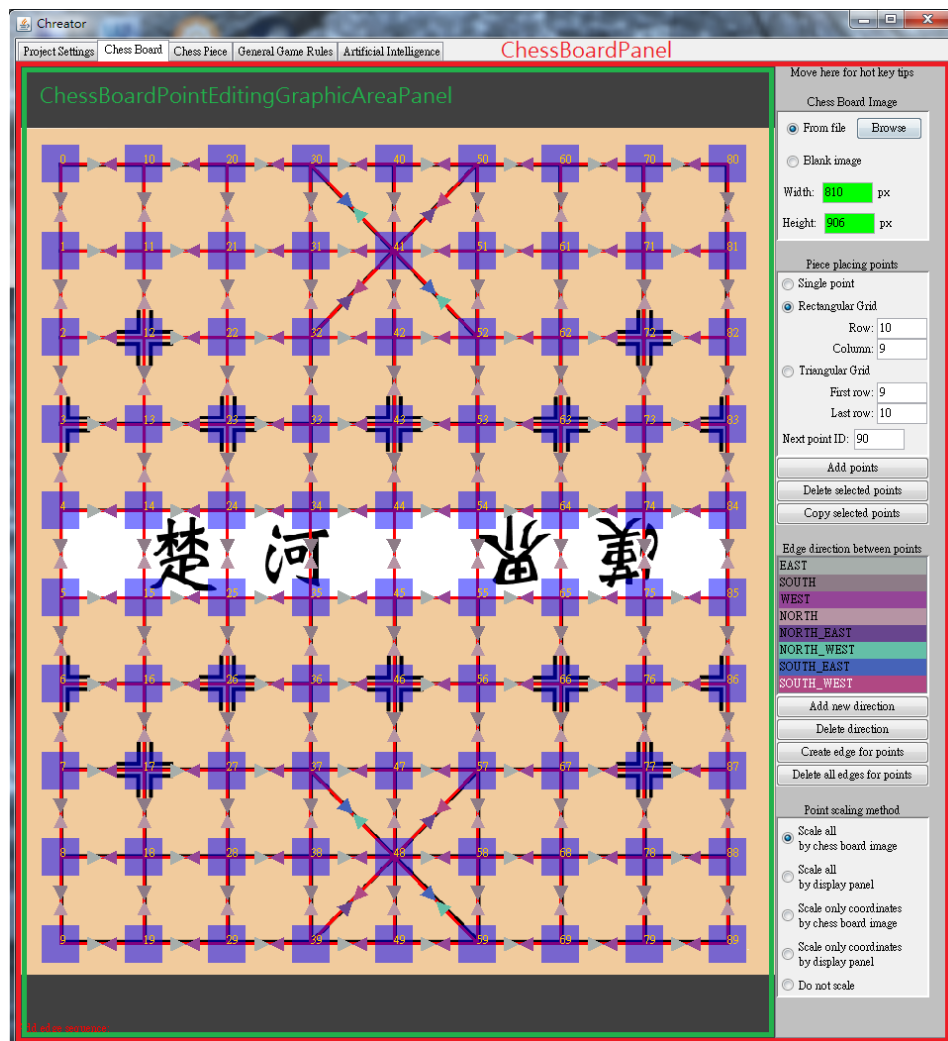 Chreator
Project Settings Chess Board Chess Piece General Game Rules Artificial Intelligence ChessBoardPanel
ChessBoardPointEditingGraphicAreaPanel
0 10 20 30 40 50 60 70 80
1 11 21 31 41 51 61 71 81
2 12 22 32 42 52 62 72 82
3 13 23 33 43 53 63 73 83
4 14 24 34 44 54 64 74 84
楚 河 漢 界
5 15 25 35 45 55 65 75 85
6 16 26 36 46 56 66 76 86
7 17 27 37 47 57 67 77 87
8 18 28 38 48 58 68 78 88
9 19 29 39 49 59 69 79 89
Move here for hot key tips
Chess Board Image
From file Browse
Blank image
Width: 810 px
Height: 906 px
Piece placing points
Single point
Rectangular Grid
Row: 10
Column: 9
Triangular Grid
First row: 9
Last row: 10
Next point ID: 90
Add points
Delete selected points
Copy selected points
Edge direction between points
EAST
SOUTH
WEST
NORTH
NORTH_EAST
NORTH_WEST
SOUTH_EAST
SOUTH_WEST
Add new direction
Delete direction
Create edge for points
Delete all edges for points
Point scaling method
Scale all
by chess board image
Scale all
by display panel
Scale only coordinates
by chess board image
Scale only coordinates
by display panel
Do not scale